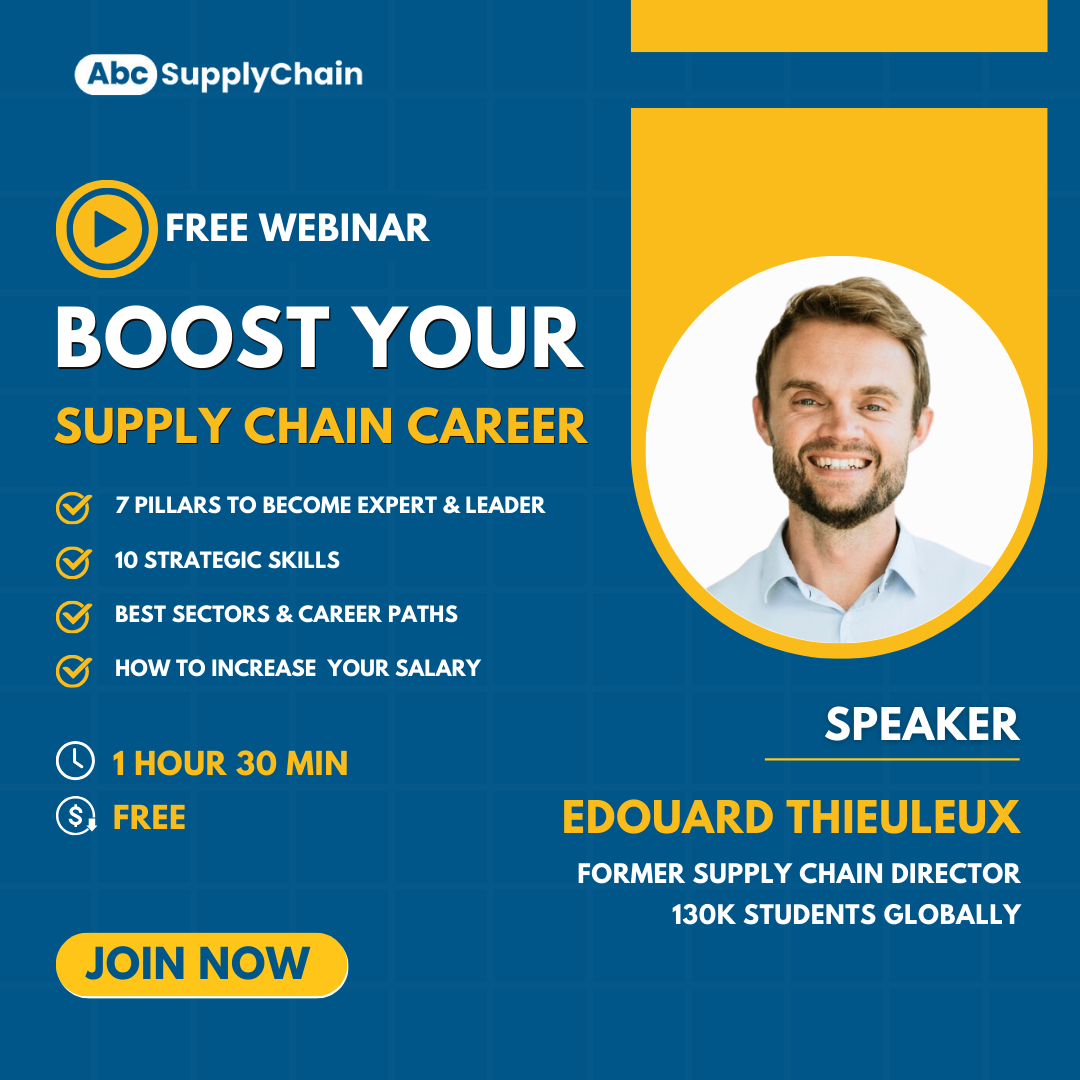 Abc SupplyChain
FREE WEBINAR
BOOST YOUR
SUPPLY CHAIN CAREER
7 PILLARS TO BECOME EXPERT & LEADER
10 STRATEGIC SKILLS
BEST SECTORS & CAREER PATHS
HOW TO INCREASE YOUR SALARY
1 HOUR 30 MIN
$ FREE
JOIN NOW
SPEAKER
EDOUARD THIEULEUX
FORMER SUPPLY CHAIN DIRECTOR
130K STUDENTS GLOBALLY